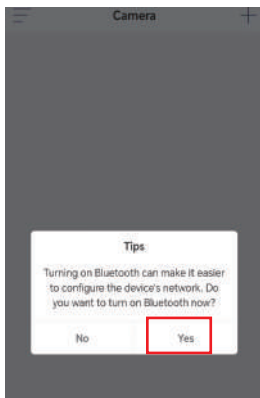 Camera
Tips
Turning on Bluetooth can make it easier
to configure the device's network. Do
you want to turn on Bluetooth now?
No
Yes